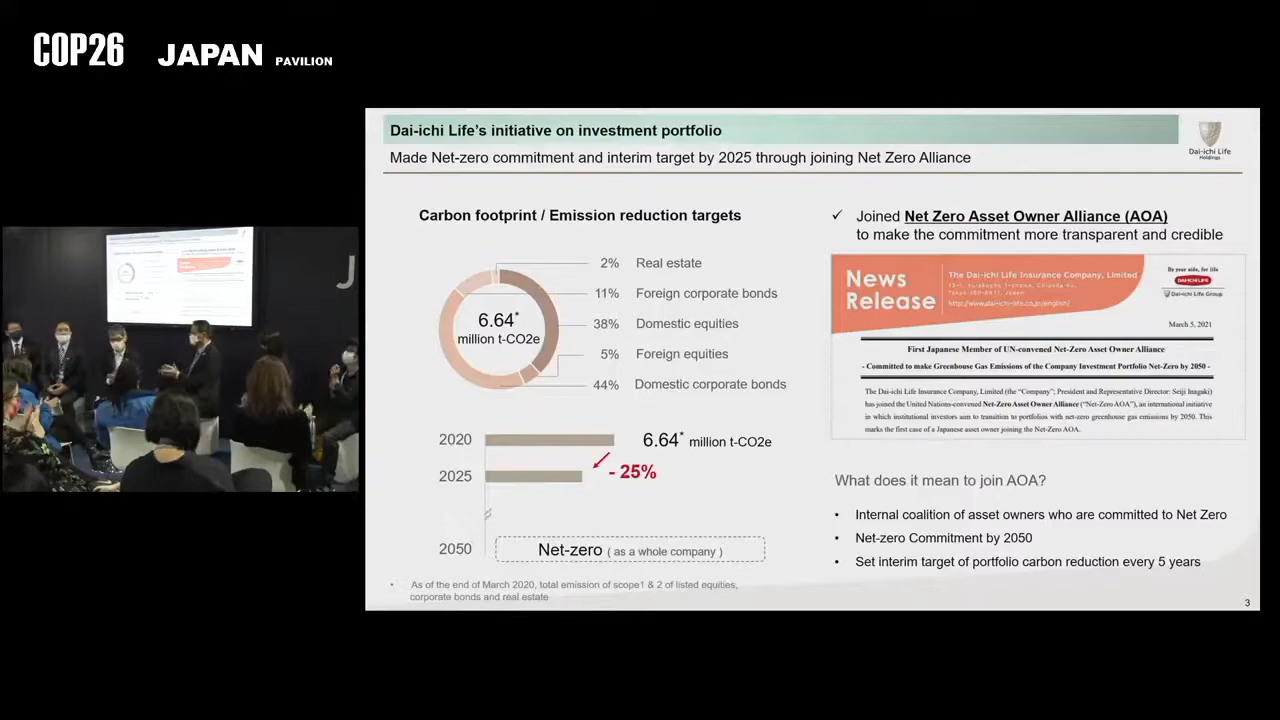 COP26 JAPAN PAVILION
Dai-ichi Life's initiative on investment portfolio
Made Net-zero commitment and interim target by 2025 through joining Net Zero Alliance
Dai-ichi Life
Holdings
Carbon footprint / Emission reduction targets
6.64*
million t-CO2e
2% Real estate
11% Foreign corporate bonds
38% Domestic equities
5% Foreign equities
44% Domestic corporate bonds
2020 6.64* million t-CO2e
2025 - 25%
2050 Net-zero ( as a whole company )
• As of the end of March 2020, total emission of scope1 & 2 of listed equities,
corporate bonds and real estate
✓ Joined Net Zero Asset Owner Alliance (AOA)
to make the commitment more transparent and credible
News
Release
The Dai-ichi Life Insurance Company, Limited
Tokyo 100-8411, Japan
http://www.dai-ichi-life.co.jp/english/
By your side, for life
DAI-ICHI LIFE
Dai-ichi Life Group
March 5, 2021
First Japanese Member of UN-convened Net-Zero Asset Owner Alliance
- Committed to make Greenhouse Gas Emissions of the Company Investment Portfolio Net-Zero by 2050 -
The Dai-ichi Life Insurance Company, Limited (the "Company"; President and Representative Director: Seiji Inagaki)
has joined the United Nations-convened Net-Zero Asset Owner Alliance ("Net-Zero AOA"), an international initiative
in which institutional investors aim to transition to portfolios with net-zero greenhouse gas emissions by 2050. This
marks the first case of a Japanese asset owner joining the Net-Zero AOA.
What does it mean to join AOA?
• Internal coalition of asset owners who are committed to Net Zero
• Net-zero Commitment by 2050
• Set interim target of portfolio carbon reduction every 5 years
3